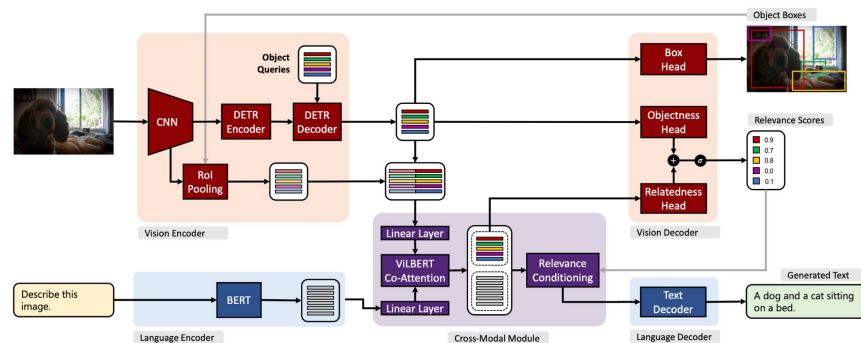 Object Boxes
Object
Queries
Box
Head
CNN
DETR
Encoder
DETR
Decoder
Objectness
Head
Relevance Scores
0.9
0.7
0.8
0.0
0.1
+
σ
RoI
Pooling
Relatedness
Head
Vision Encoder
Vision Decoder
Linear Layer
ViLBERT
Co-Attention
Relevance
Conditioning
Linear Layer
Generated Text
Describe this
image.
BERT
Text
Decoder
A dog and a cat sitting
on a bed.
Language Encoder
Cross-Modal Module
Language Decoder